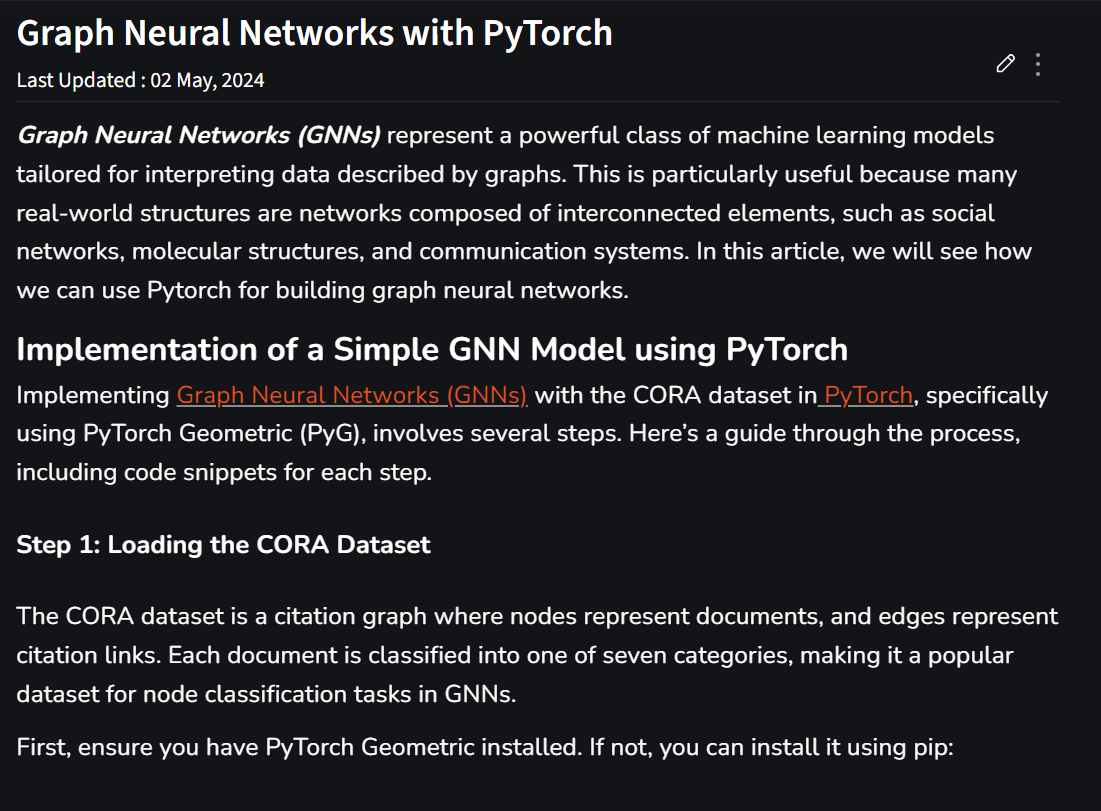 Graph Neural Networks with PyTorch
Last Updated : 02 May, 2024
Graph Neural Networks (GNNs) represent a powerful class of machine learning models
tailored for interpreting data described by graphs. This is particularly useful because many
real-world structures are networks composed of interconnected elements, such as social
networks, molecular structures, and communication systems. In this article, we will see how
we can use Pytorch for building graph neural networks.
Implementation of a Simple GNN Model using PyTorch
Implementing Graph Neural Networks (GNNs) with the CORA dataset in PyTorch, specifically
using PyTorch Geometric (PyG), involves several steps. Here’s a guide through the process,
including code snippets for each step.
Step 1: Loading the CORA Dataset
The CORA dataset is a citation graph where nodes represent documents, and edges represent
citation links. Each document is classified into one of seven categories, making it a popular
dataset for node classification tasks in GNNs.
First, ensure you have PyTorch Geometric installed. If not, you can install it using pip: